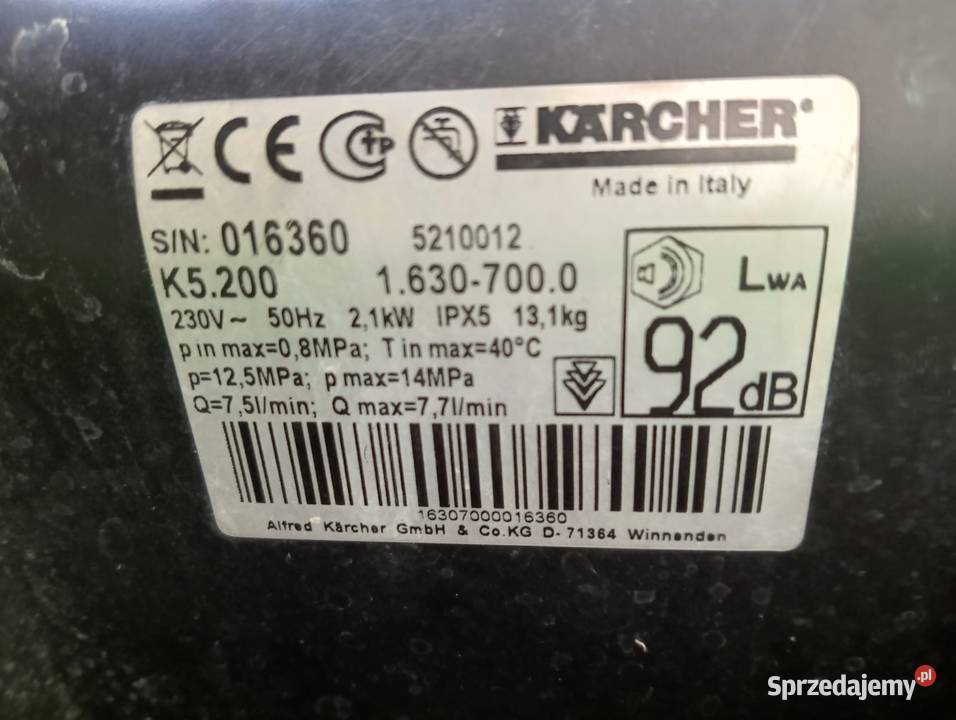 KÄRCHER®
Made in Italy
S/N: 016360 5210012
K5.200 1.630-700.0
230V~ 50Hz 2,1kW IPX5 13,1kg
p in max=0,8MPa; T in max=40°C
p=12,5MPa; p max=14MPa
Q=7,5l/min; Q max=7,7l/min
LWA
92dB
16307000016360
Alfred Kärcher GmbH & Co.KG D- 71364 Winnenden
Sprzedajemy.pl